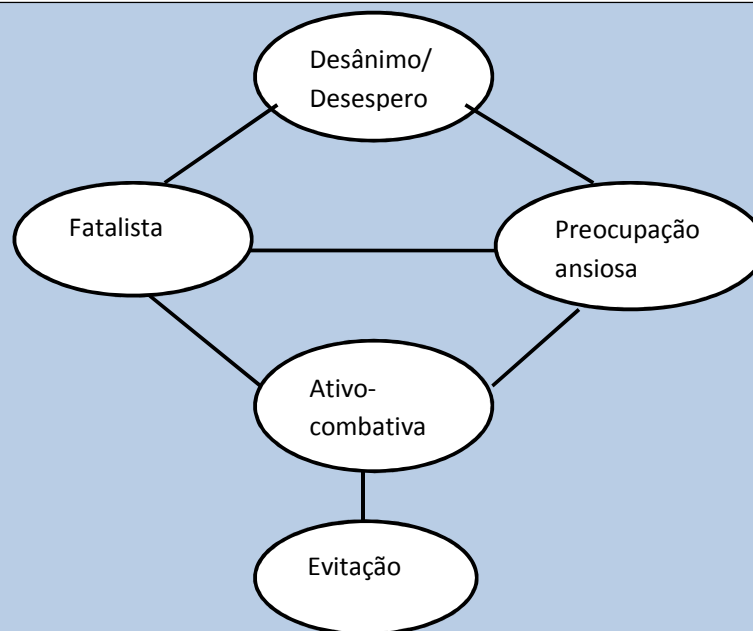 Desânimo/
Desespero
Fatalista
Preocupação
ansiosa
Ativo-
combativa
Evitação